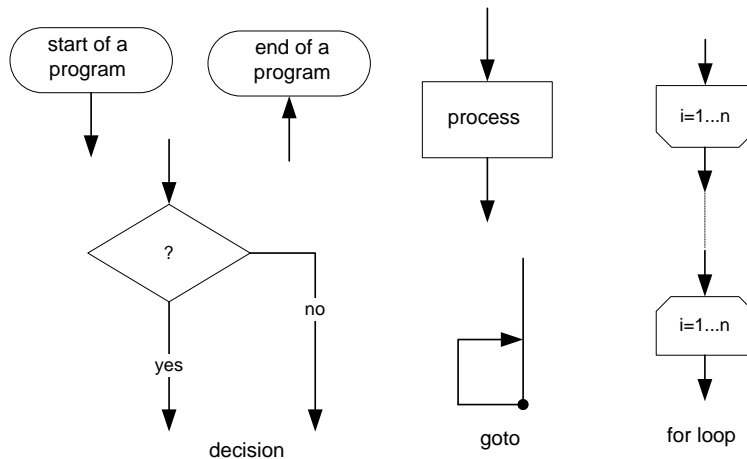 start of a
program
end of a
program
process
i=1...n
?
no
yes
i=1...n
decision
goto
for loop